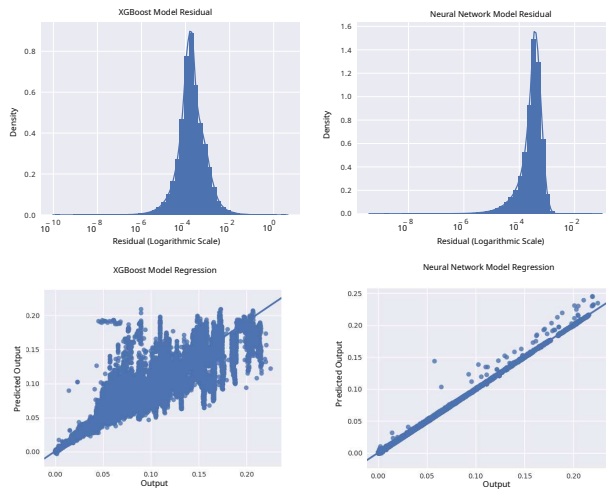 XGBoost Model Residual
Neural Network Model Residual
0.8
0.6
0.4
0.2
0.0
Density
10^−10
10^−8
10^−6
10^−4
10^−2
10^0
Residual (Logarithmic Scale)
1.6
1.4
1.2
1.0
0.8
0.6
0.4
0.2
0.0
Density
10^−8
10^−6
10^−4
10^−2
Residual (Logarithmic Scale)
XGBoost Model Regression
Neural Network Model Regression
0.20
0.15
0.10
0.05
0.00
Predicted Output
0.00 0.05 0.10 0.15 0.20
Output
0.25
0.20
0.15
0.10
0.05
0.00
Predicted Output
0.00 0.05 0.10 0.15 0.20
Output